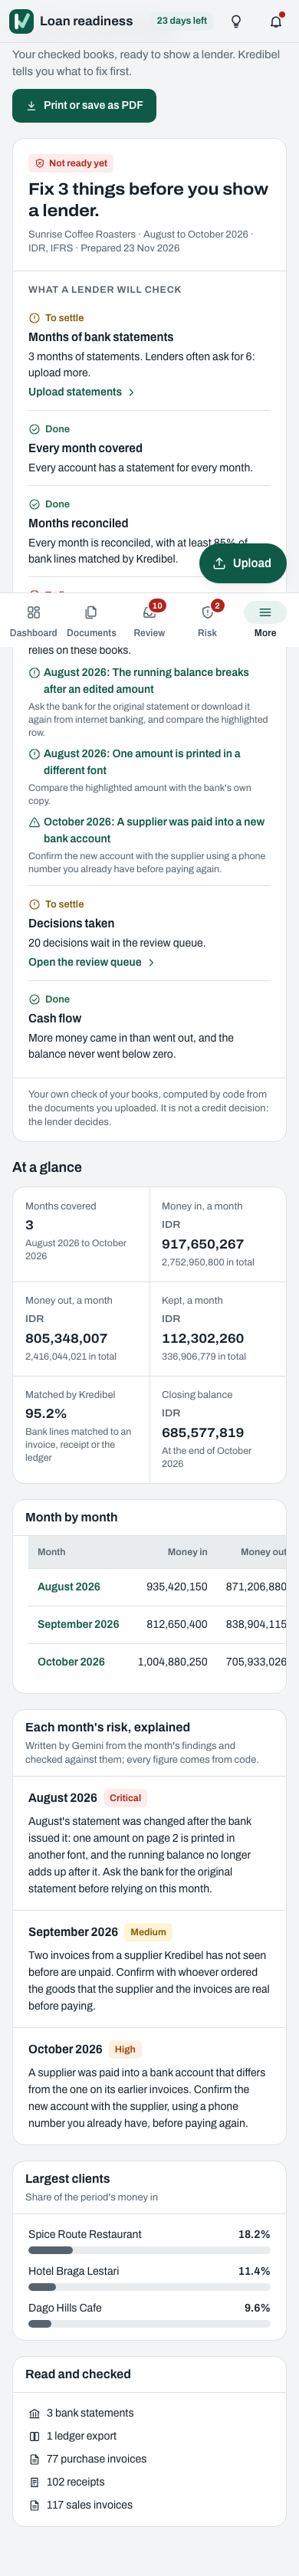 Loan readiness
23 days left
Your checked books, ready to show a lender. Kredibel
tells you what to fix first.
Print or save as PDF
Not ready yet
Fix 3 things before you show
a lender.
Sunrise Coffee Roasters · August to October 2026 ·
IDR, IFRS · Prepared 23 Nov 2026
WHAT A LENDER WILL CHECK
To settle
Months of bank statements
3 months of statements. Lenders often ask for 6:
upload more.
Upload statements
Done
Every month covered
Every account has a statement for every month.
Done
Months reconciled
Every month is reconciled, with at least 85% of
bank lines matched by Kredibel.
Upload
10
2
Dashboard
Documents
Review
Risk
More
relies on these books.
August 2026: The running balance breaks
after an edited amount
Ask the bank for the original statement or download it
again from internet banking, and compare the highlighted
row.
August 2026: One amount is printed in a
different font
Compare the highlighted amount with the bank's own
copy.
October 2026: A supplier was paid into a new
bank account
Confirm the new account with the supplier using a phone
number you already have before paying again.
To settle
Decisions taken
20 decisions wait in the review queue.
Open the review queue
Done
Cash flow
More money came in than went out, and the
balance never went below zero.
Your own check of your books, computed by code from
the documents you uploaded. It is not a credit decision:
the lender decides.
At a glance
Months covered
3
August 2026 to October
2026
Money in, a month
IDR
917,650,267
2,752,950,800 in total
Money out, a month
IDR
805,348,007
2,416,044,021 in total
Kept, a month
IDR
112,302,260
336,906,779 in total
Matched by Kredibel
95.2%
Bank lines matched to an
invoice, receipt or the
ledger
Closing balance
IDR
685,577,819
At the end of October
2026
Month by month
Month Money in Money out
August 2026 935,420,150 871,206,880
September 2026 812,650,400 838,904,115
October 2026 1,004,880,250 705,933,026
Each month's risk, explained
Written by Gemini from the month's findings and
checked against them; every figure comes from code.
August 2026 Critical
August's statement was changed after the bank
issued it: one amount on page 2 is printed in
another font, and the running balance no longer
adds up after it. Ask the bank for the original
statement before relying on this month.
September 2026 Medium
Two invoices from a supplier Kredibel has not seen
before are unpaid. Confirm with whoever ordered
the goods that the supplier and the invoices are real
before paying.
October 2026 High
A supplier was paid into a bank account that differs
from the one on its earlier invoices. Confirm the
new account with the supplier, using a phone
number you already have, before paying again.
Largest clients
Share of the period's money in
Spice Route Restaurant 18.2%
Hotel Braga Lestari 11.4%
Dago Hills Cafe 9.6%
Read and checked
3 bank statements
1 ledger export
77 purchase invoices
102 receipts
117 sales invoices